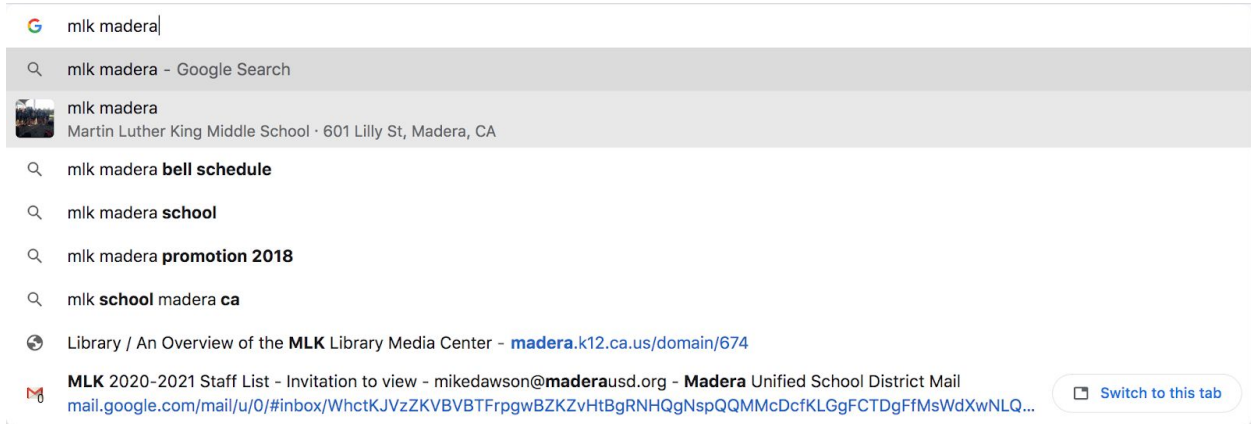 mlk madera
mlk madera - Google Search
mlk madera
Martin Luther King Middle School · 601 Lilly St, Madera, CA
mlk madera bell schedule
mlk madera school
mlk madera promotion 2018
mlk school madera ca
Library / An Overview of the MLK Library Media Center - madera.k12.ca.us/domain/674
MLK 2020-2021 Staff List - Invitation to view - mikedawson@maderausd.org - Madera Unified School District Mail
mail.google.com/mail/u/0/#inbox/WhctKJVzZKVBVBTFrpgwBZKZvHtBgRNHQgNspQQMMcDcfKLGgFCTDgFfMsWdXwNLQ...
Switch to this tab